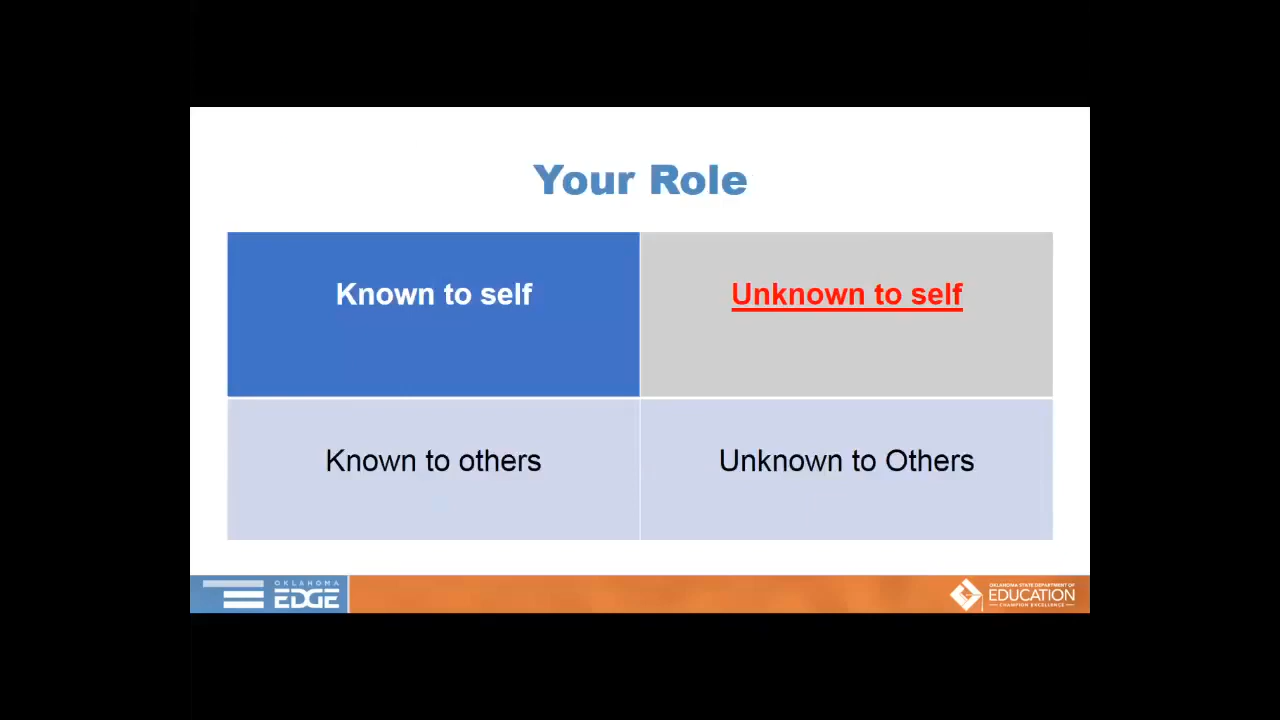 Your Role
Known to self
Unknown to self
Known to others
Unknown to Others
OKLAHOMA
EDGE
OKLAHOMA STATE DEPARTMENT OF
EDUCATION
CHAMPION EXCELLENCE